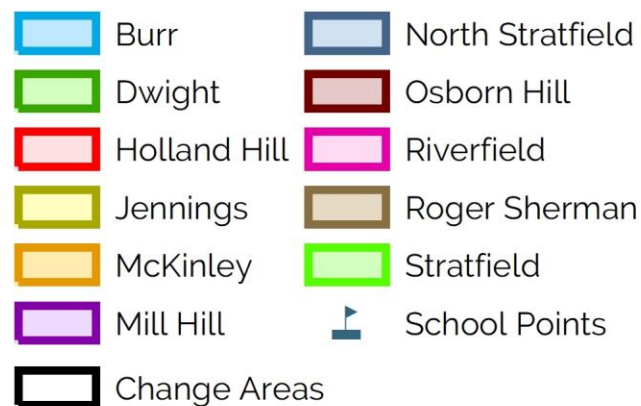 Burr
North Stratfield
Dwight
Osborn Hill
Holland Hill
Riverfield
Jennings
Roger Sherman
McKinley
Stratfield
Mill Hill
School Points
Change Areas